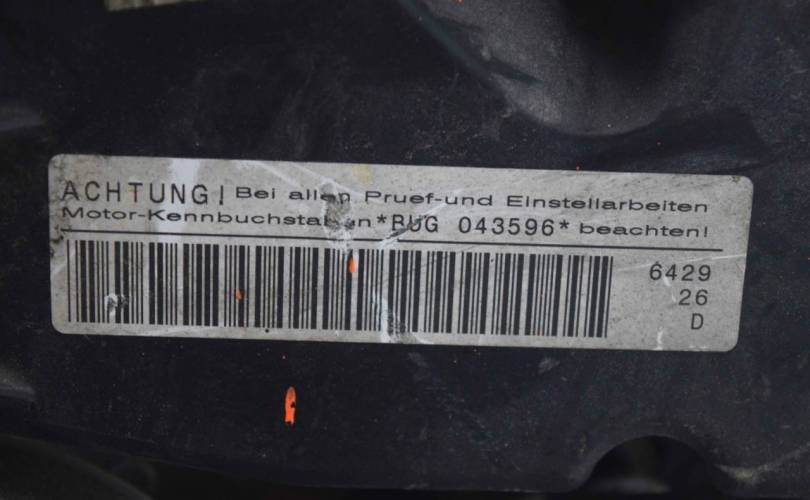 ACHTUNG! Bei allen Pruef-und Einstellarbeiten
Motor-Kennbuchstaben *BUG 043596* beachten!
6429
26
D